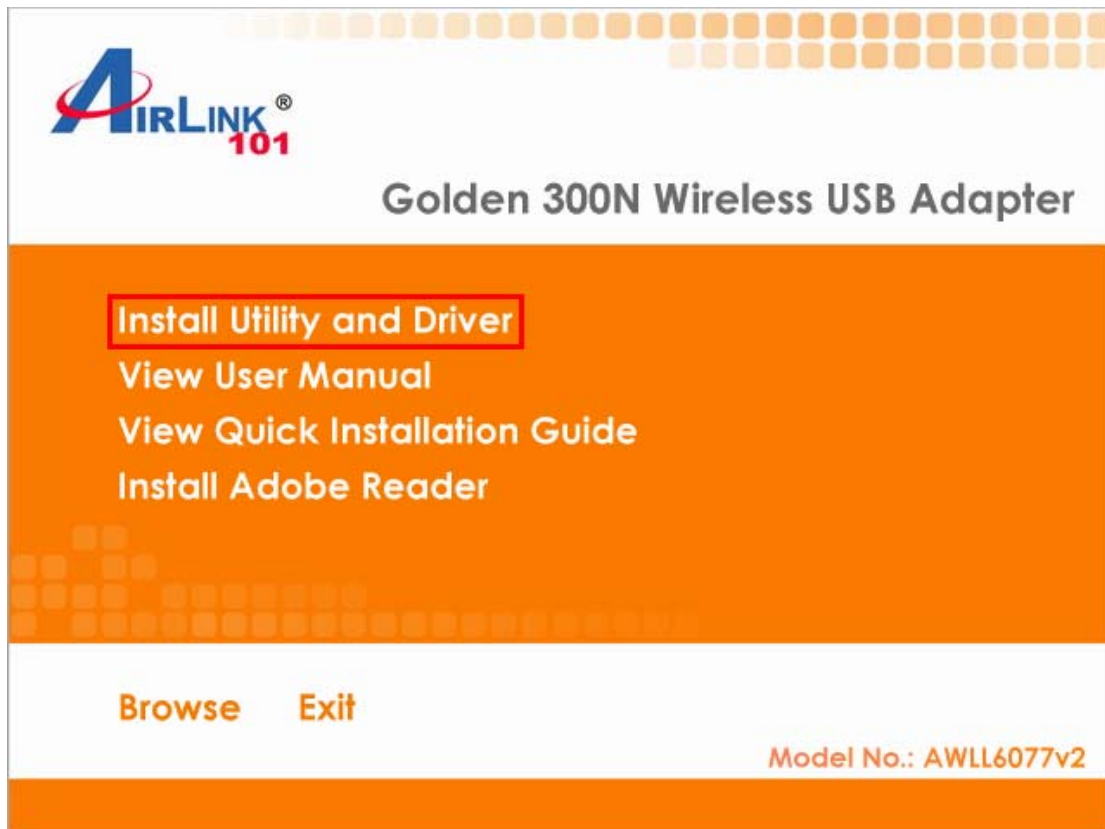 AIRLINK®
101
Golden 300N Wireless USB Adapter
Install Utility and Driver
View User Manual
View Quick Installation Guide
Install Adobe Reader
Browse Exit
Model No.: AWLL6077v2